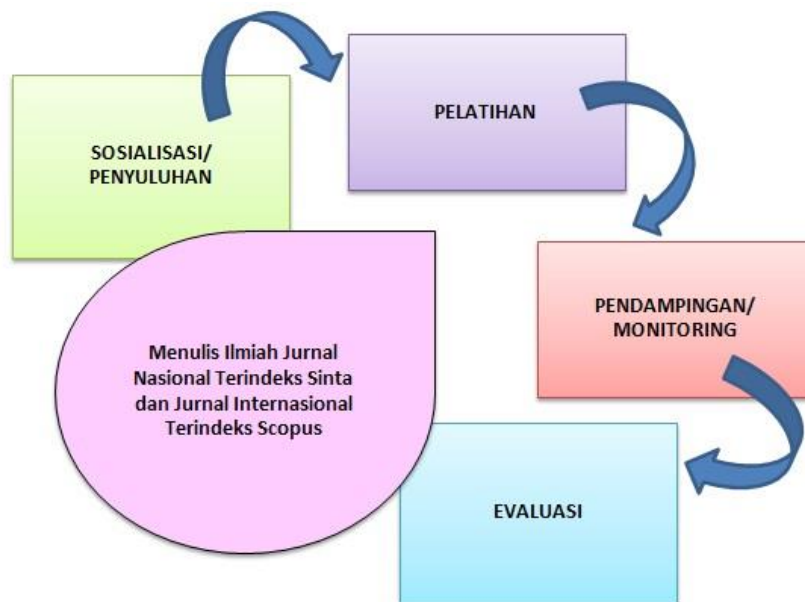 SOSIALISASI/
PENYULUHAN
PELATIHAN
PENDAMPINGAN/
MONITORING
EVALUASI
Menulis Ilmiah Jurnal
Nasional Terindeks Sinta
dan Jurnal Internasional
Terindeks Scopus